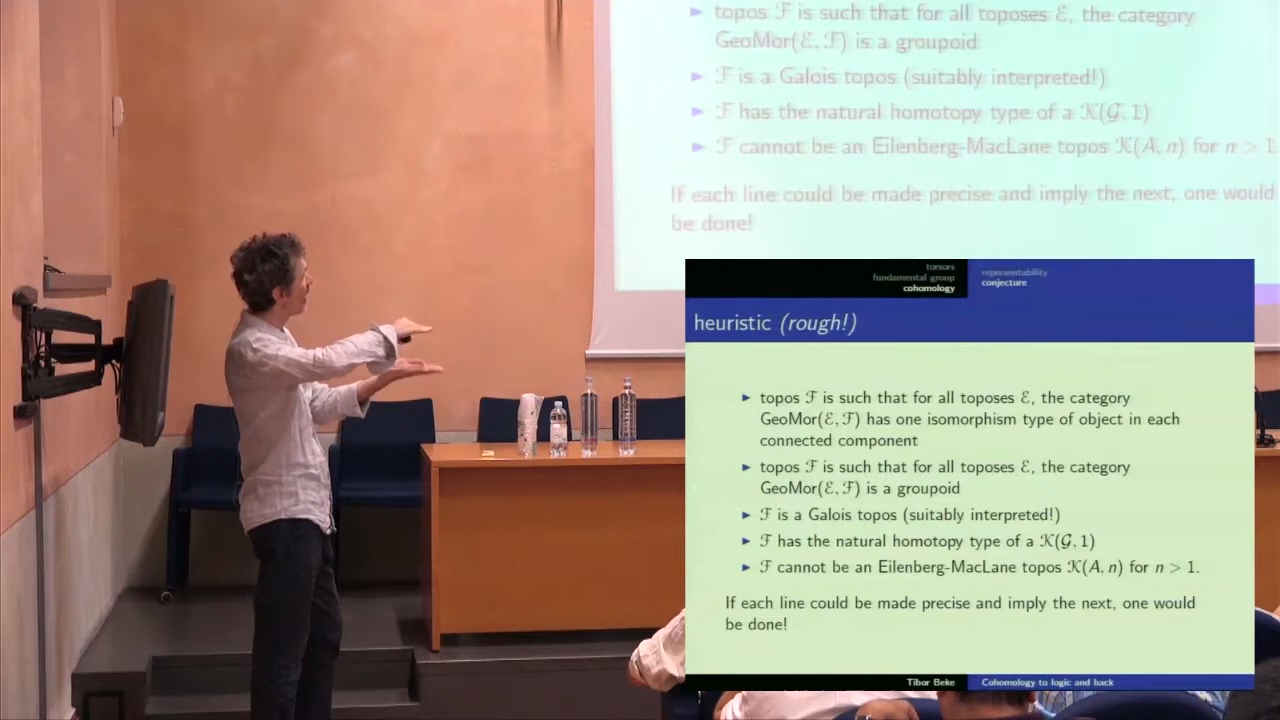 topos ℱ is such that for all toposes ℰ, the category
GeoMor(ℰ, ℱ) is a groupoid
► ℱ is a Galois topos (suitably interpreted!)
► ℱ has the natural homotopy type of a 𝒦(𝒢, 1)
► ℱ cannot be an Eilenberg-MacLane topos 𝒦(A, n) for n > 1.
If each line could be made precise and imply the next, one would
be done!
torsors
fundamental group
cohomology
representability
conjecture
heuristic (rough!)
► topos ℱ is such that for all toposes ℰ, the category
GeoMor(ℰ, ℱ) has one isomorphism type of object in each
connected component
► topos ℱ is such that for all toposes ℰ, the category
GeoMor(ℰ, ℱ) is a groupoid
► ℱ is a Galois topos (suitably interpreted!)
► ℱ has the natural homotopy type of a 𝒦(𝒢, 1)
► ℱ cannot be an Eilenberg-MacLane topos 𝒦(A, n) for n > 1.
If each line could be made precise and imply the next, one would
be done!
Tibor Beke
Cohomology to logic and back